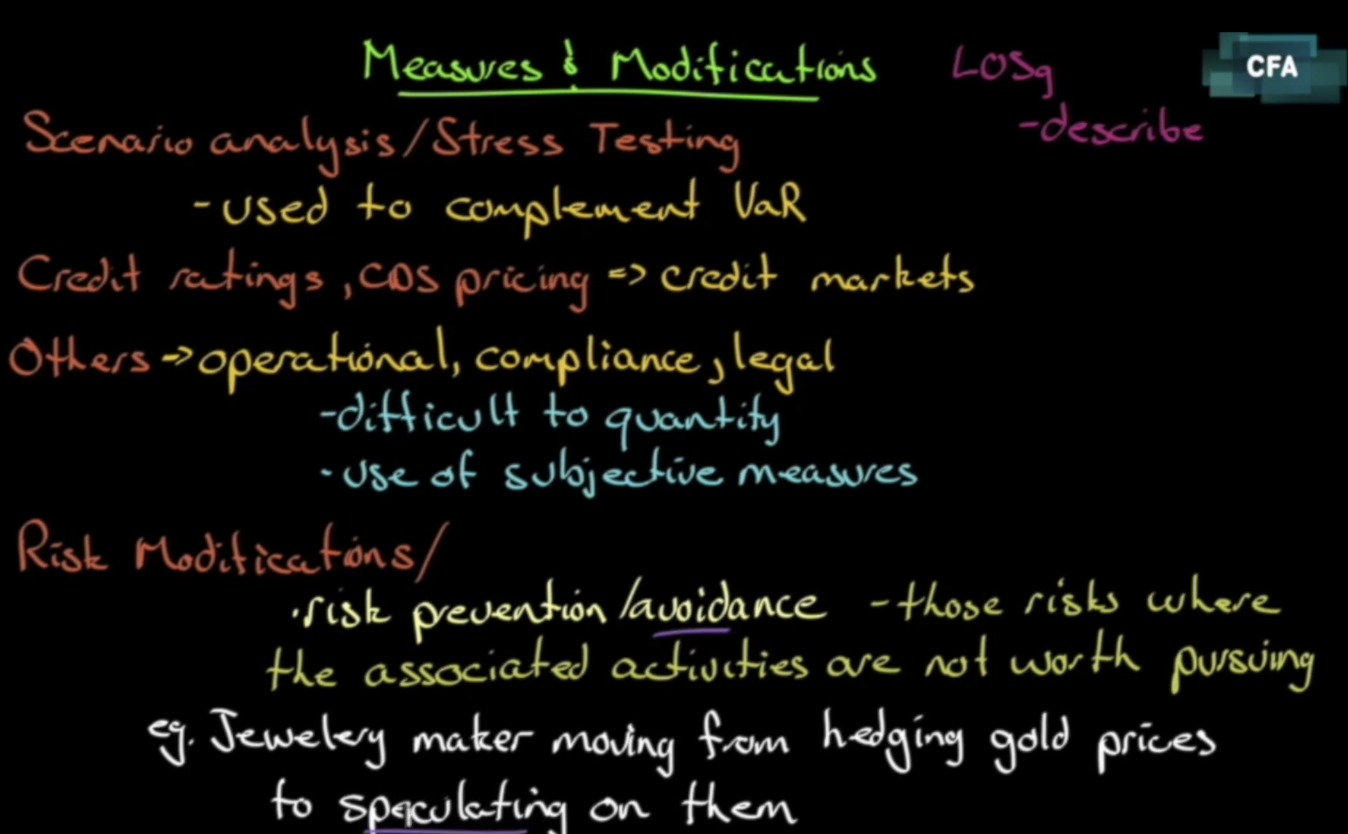 Measures & Modifications LOSg CFA
-describe
Scenario analysis/Stress Testing
-used to complement VaR
Credit ratings, CDS pricing => credit markets
Others -> operational, compliance, legal
-difficult to quantify
-use of subjective measures
Risk Modifications/
·risk prevention/avoidance -those risks where
the associated activities are not worth pursuing
eg. Jewelery maker moving from hedging gold prices
to speculating on them